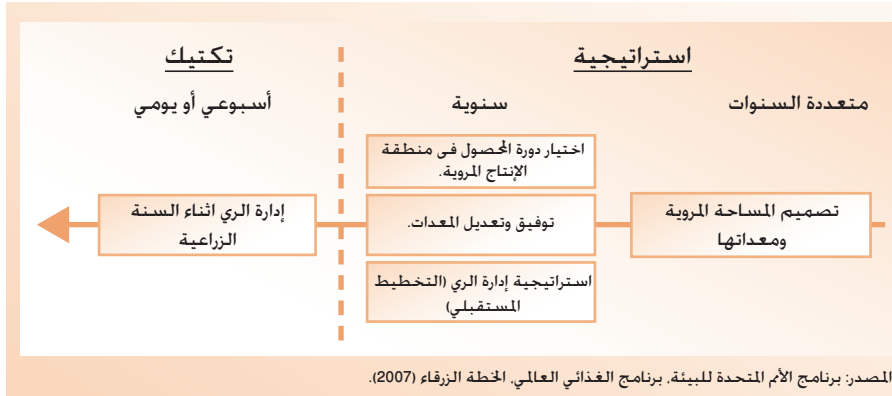 استراتيجية
تكتيك
متعددة السنوات
سنوية
أسبوعي أو يومي
تصميم المساحة المروية
ومعداتها
اختيار دورة المحصول فى منطقة
الإنتاج المروية.
توفيق وتعديل المعدات.
استراتيجية إدارة الري (التخطيط
المستقبلي)
إدارة الري اثناء السنة
الزراعية
المصدر: برنامج الأمم المتحدة للبيئة، برنامج الغذائي العالمي، الخطة الزرقاء (2007).